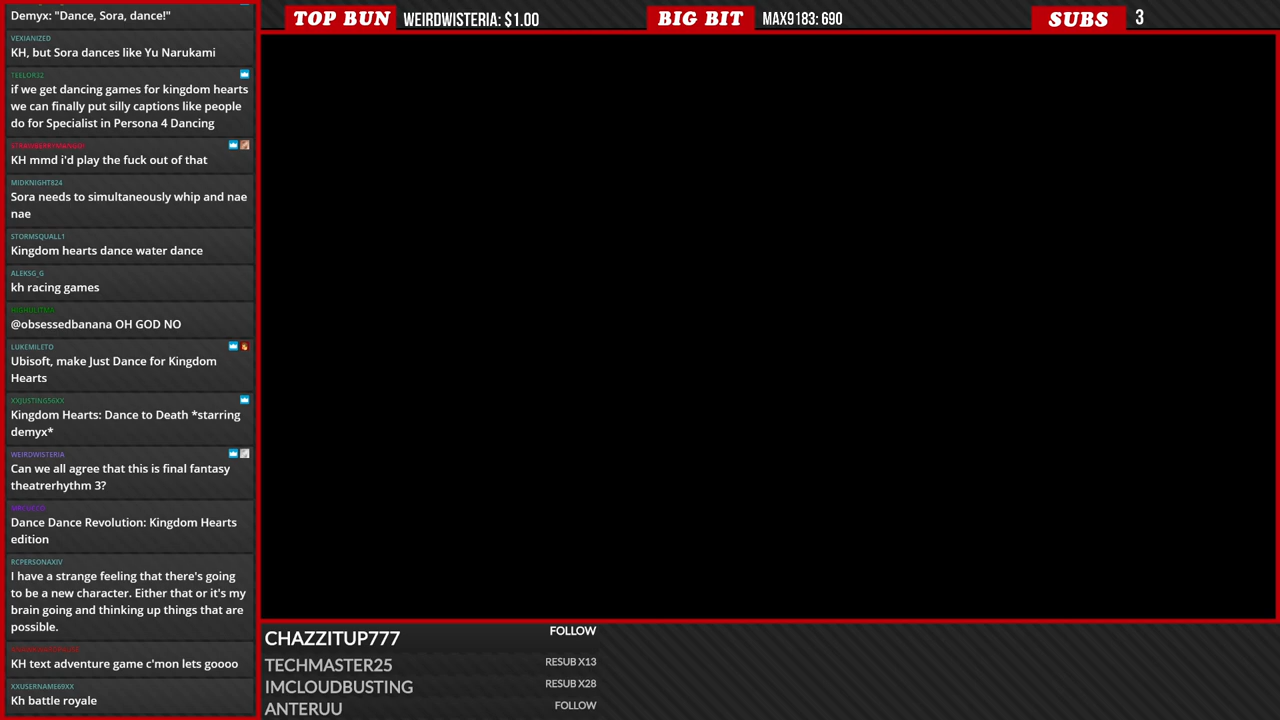 Demyx: "Dance, Sora, dance!"
TOP BUN
WEIRDWISTERIA: $1.00
BIG BIT
MAX9183: 690
SUBS
3
VEXIANIZED
KH, but Sora dances like Yu Narukami
TEELOR32
if we get dancing games for kingdom hearts
we can finally put silly captions like people
do for Specialist in Persona 4 Dancing
KH mmd i'd play the fuck out of that
MIDKNIGHT824
Sora needs to simultaneously whip and nae
nae
STORMSQUALL1
Kingdom hearts dance water dance
ALEKSG_G
kh racing games
@obsessedbanana OH GOD NO
LUKEMILETO
Ubisoft, make Just Dance for Kingdom
Hearts
XXJUSTING56XX
Kingdom Hearts: Dance to Death *starring
demyx*
WEIRDWISTERIA
Can we all agree that this is final fantasy
theatrerhythm 3?
Dance Dance Revolution: Kingdom Hearts
edition
RCPERSONAXIV
I have a strange feeling that there's going
to be a new character. Either that or it's my
brain going and thinking up things that are
possible.
KH text adventure game c'mon lets goooo
XXUSERNAME69XX
Kh battle royale
CHAZZITUP777
FOLLOW
TECHMASTER25
RESUB X13
IMCLOUDBUSTING
RESUB X28
ANTERUU
FOLLOW